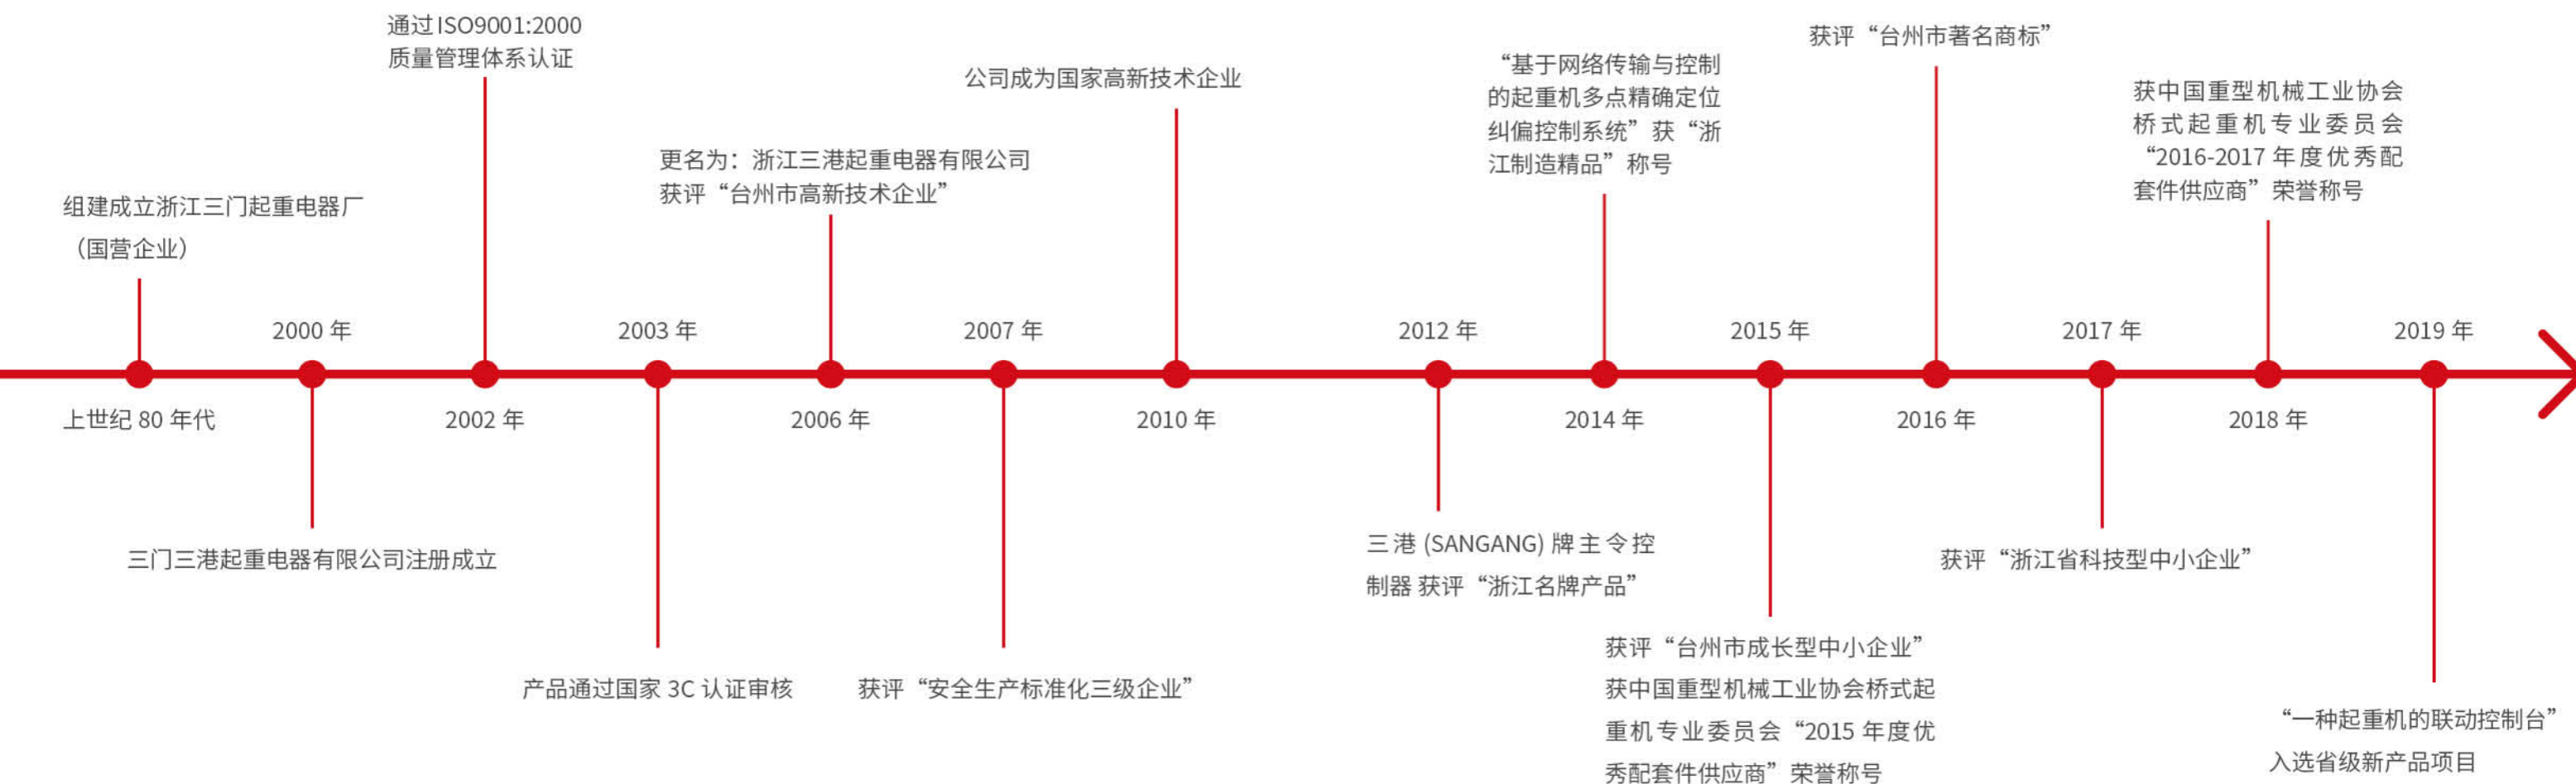 组建成立浙江三门起重电器厂
（国营企业）
上世纪 80 年代
2000 年
三门三港起重电器有限公司注册成立
通过ISO9001:2000
质量管理体系认证
2002 年
2003 年
产品通过国家 3C 认证审核
更名为：浙江三港起重电器有限公司
获评“台州市高新技术企业”
2006 年
2007 年
获评“安全生产标准化三级企业”
公司成为国家高新技术企业
2010 年
2012 年
三港 (SANGANG) 牌主令控
制器 获评“浙江名牌产品”
“基于网络传输与控制
的起重机多点精确定位
纠偏控制系统”获“浙
江制造精品”称号
2014 年
2015 年
获评“台州市成长型中小企业”
获中国重型机械工业协会桥式起
重机专业委员会“2015 年度优
秀配套件供应商”荣誉称号
获评“台州市著名商标”
2016 年
2017 年
获评“浙江省科技型中小企业”
获中国重型机械工业协会
桥式起重机专业委员会
“2016-2017 年度优秀配
套件供应商”荣誉称号
2018 年
2019 年
“一种起重机的联动控制台”
入选省级新产品项目